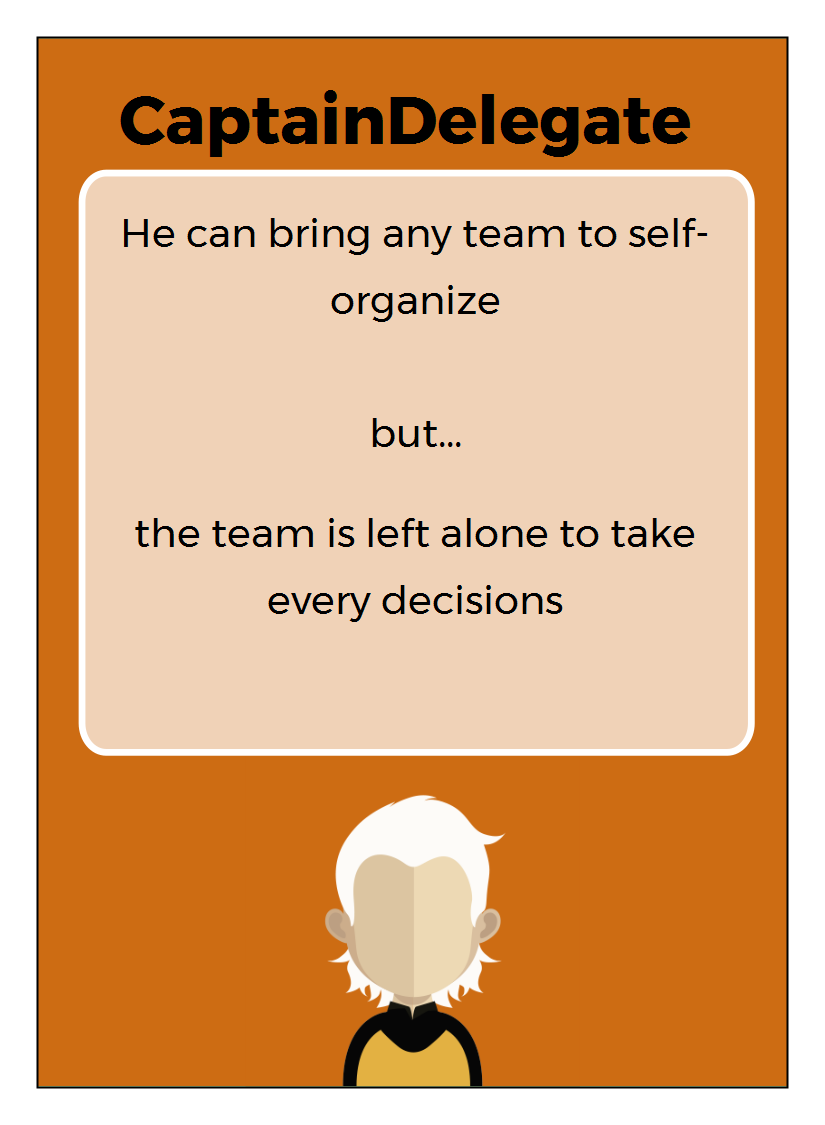 CaptainDelegate
He can bring any team to self-
organize
but...
the team is left alone to take
every decisions